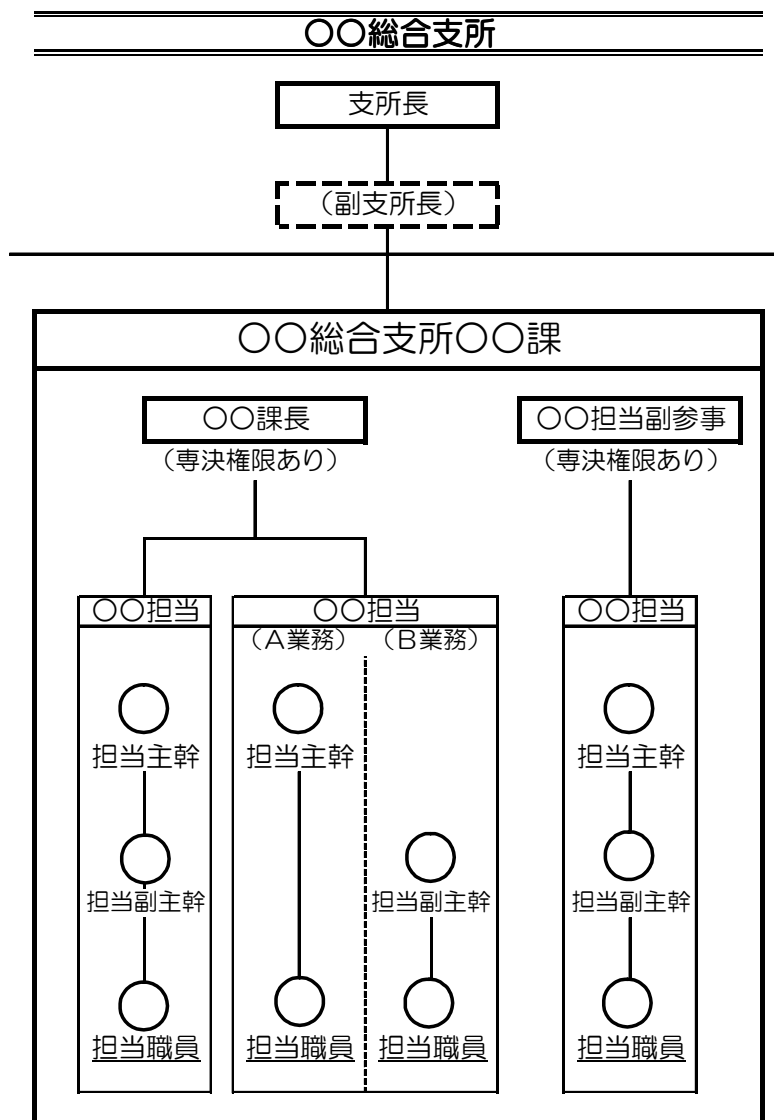 〇〇総合支所
支所長
（副支所長）
〇〇総合支所〇〇課
〇〇課長
（専決権限あり）
〇〇担当副参事
（専決権限あり）
〇〇担当
〇〇担当
〇〇担当
（Ａ業務）
（Ｂ業務）
担当主幹
担当主幹
担当主幹
担当副主幹
担当副主幹
担当副主幹
担当職員
担当職員
担当職員
担当職員